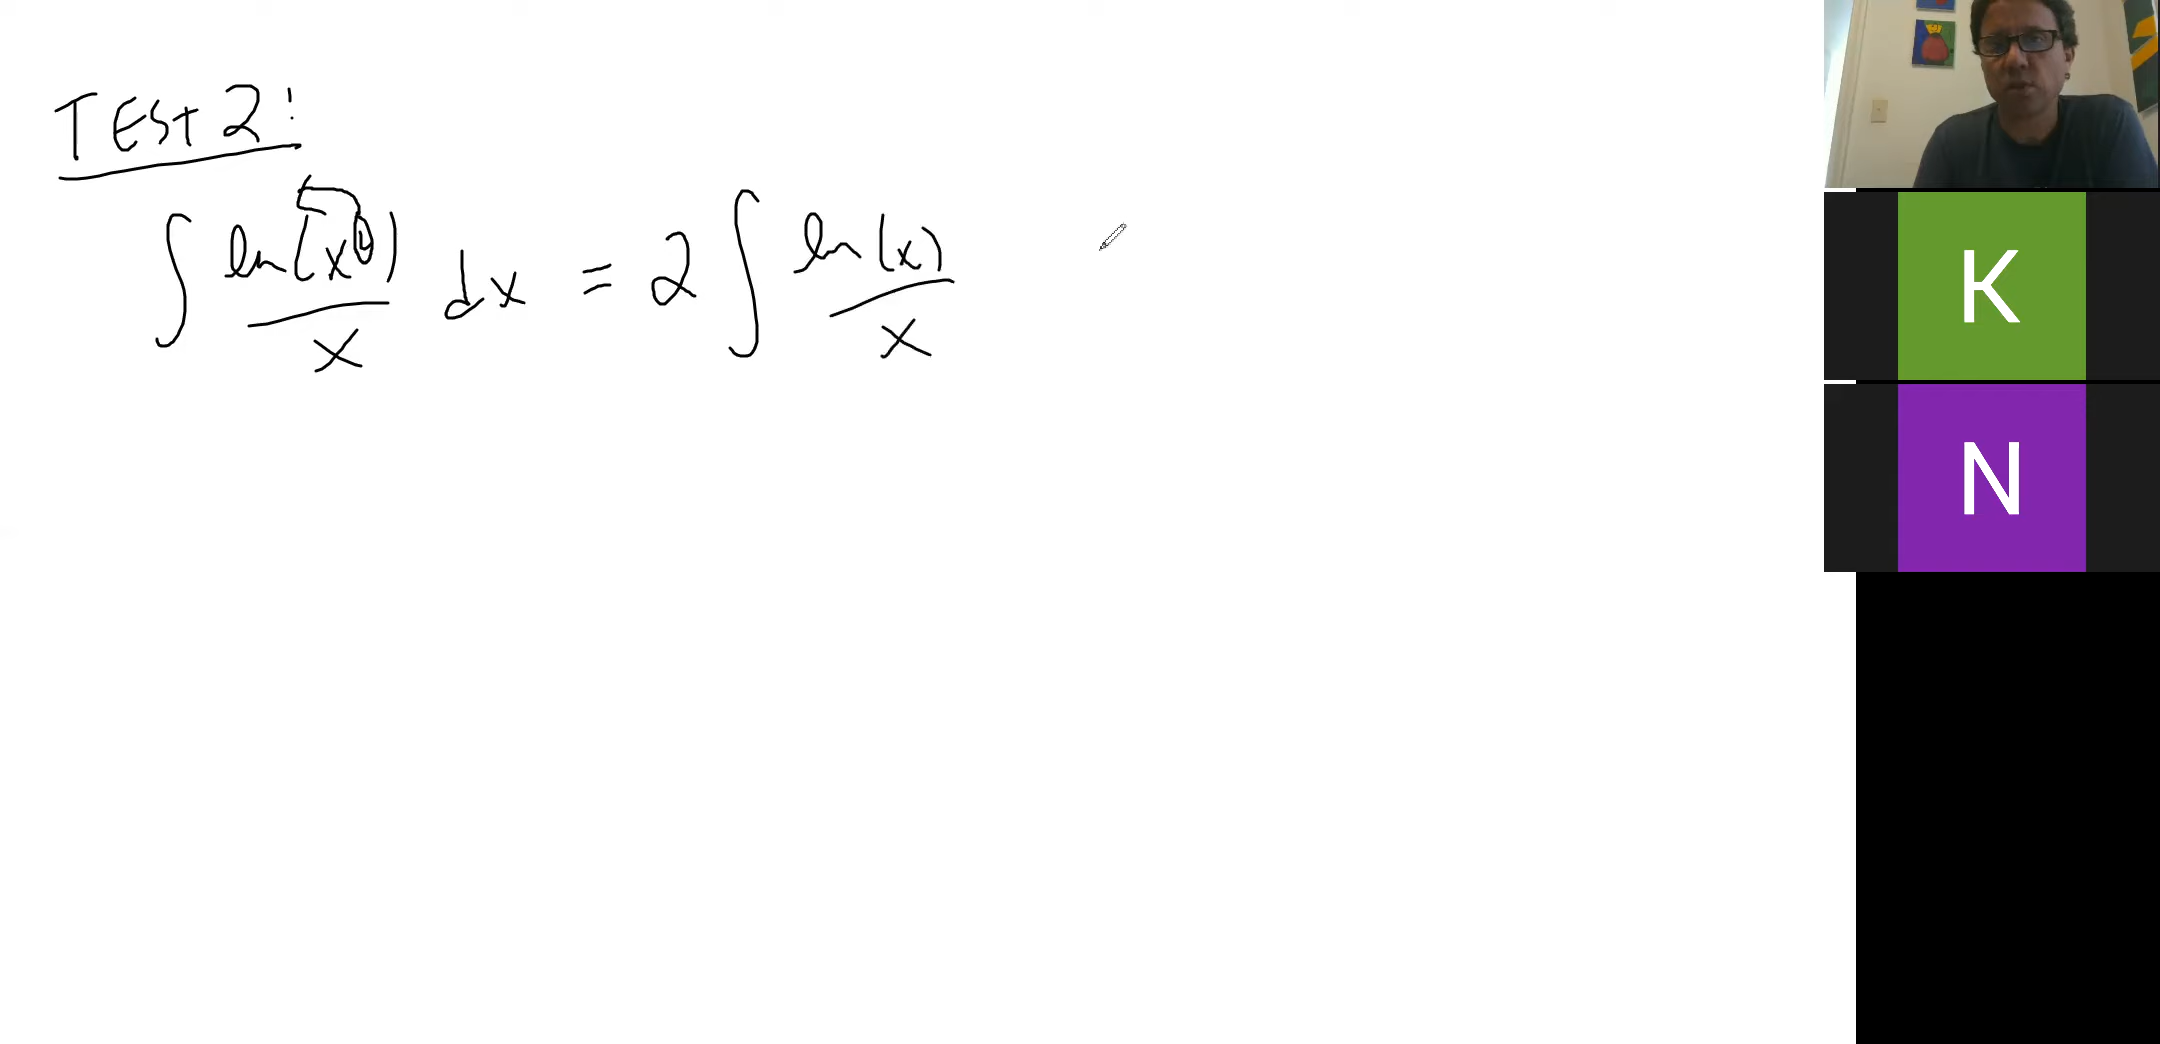 TEST 2:
∫ ln(x²)/x dx = 2 ∫ ln(x)/x
K
N